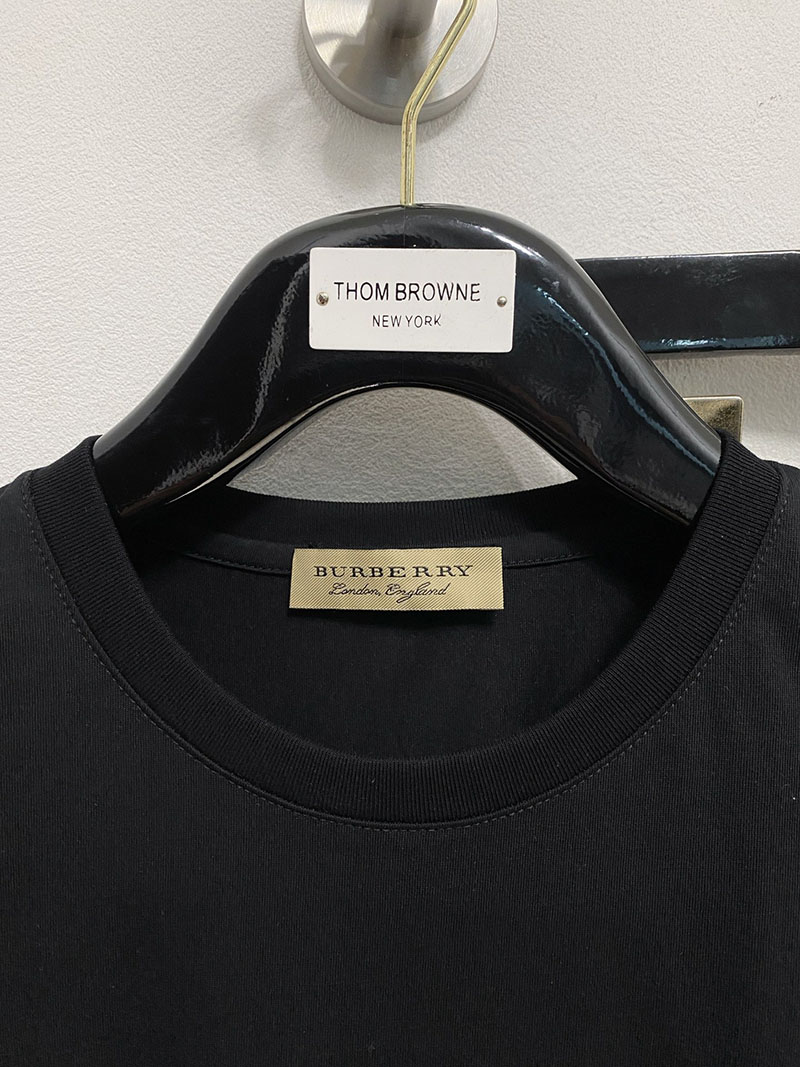 THOM BROWNE
NEW YORK
BURBERRY
London, England